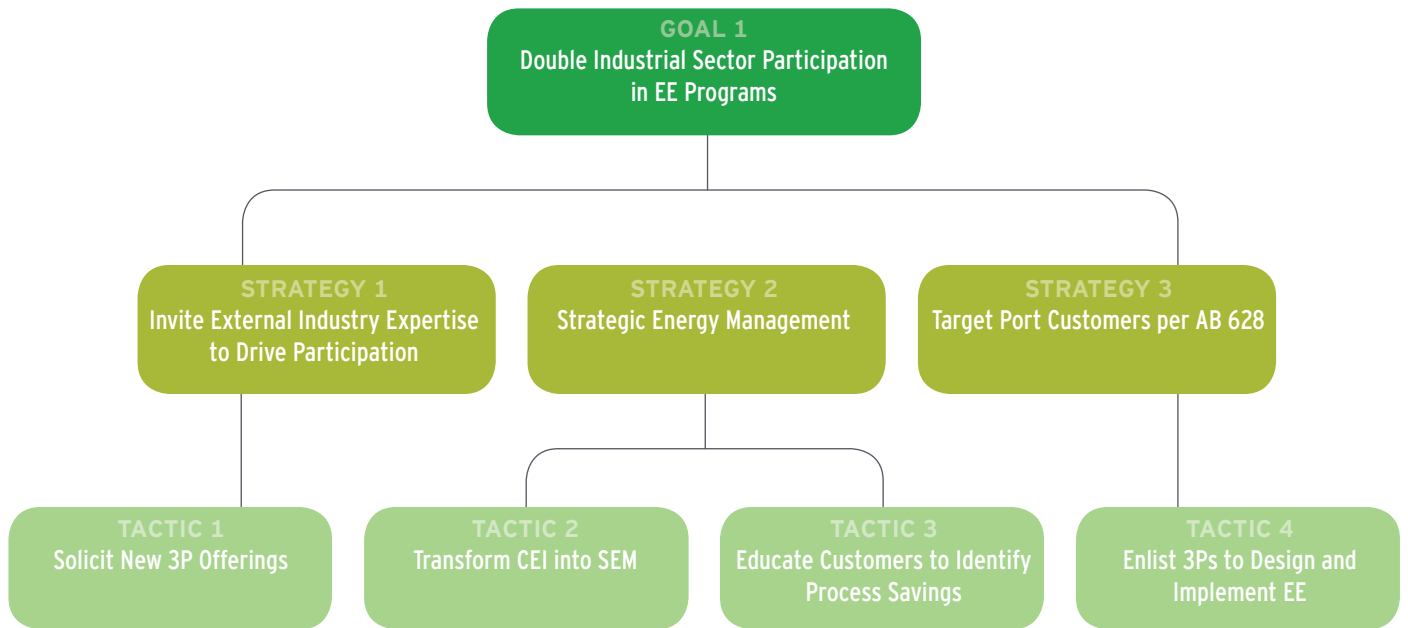 GOAL 1
Double Industrial Sector Participation
in EE Programs
STRATEGY 1
Invite External Industry Expertise
to Drive Participation
STRATEGY 2
Strategic Energy Management
STRATEGY 3
Target Port Customers per AB 628
TACTIC 1
Solicit New 3P Offerings
TACTIC 2
Transform CEI into SEM
TACTIC 3
Educate Customers to Identify
Process Savings
TACTIC 4
Enlist 3Ps to Design and
Implement EE